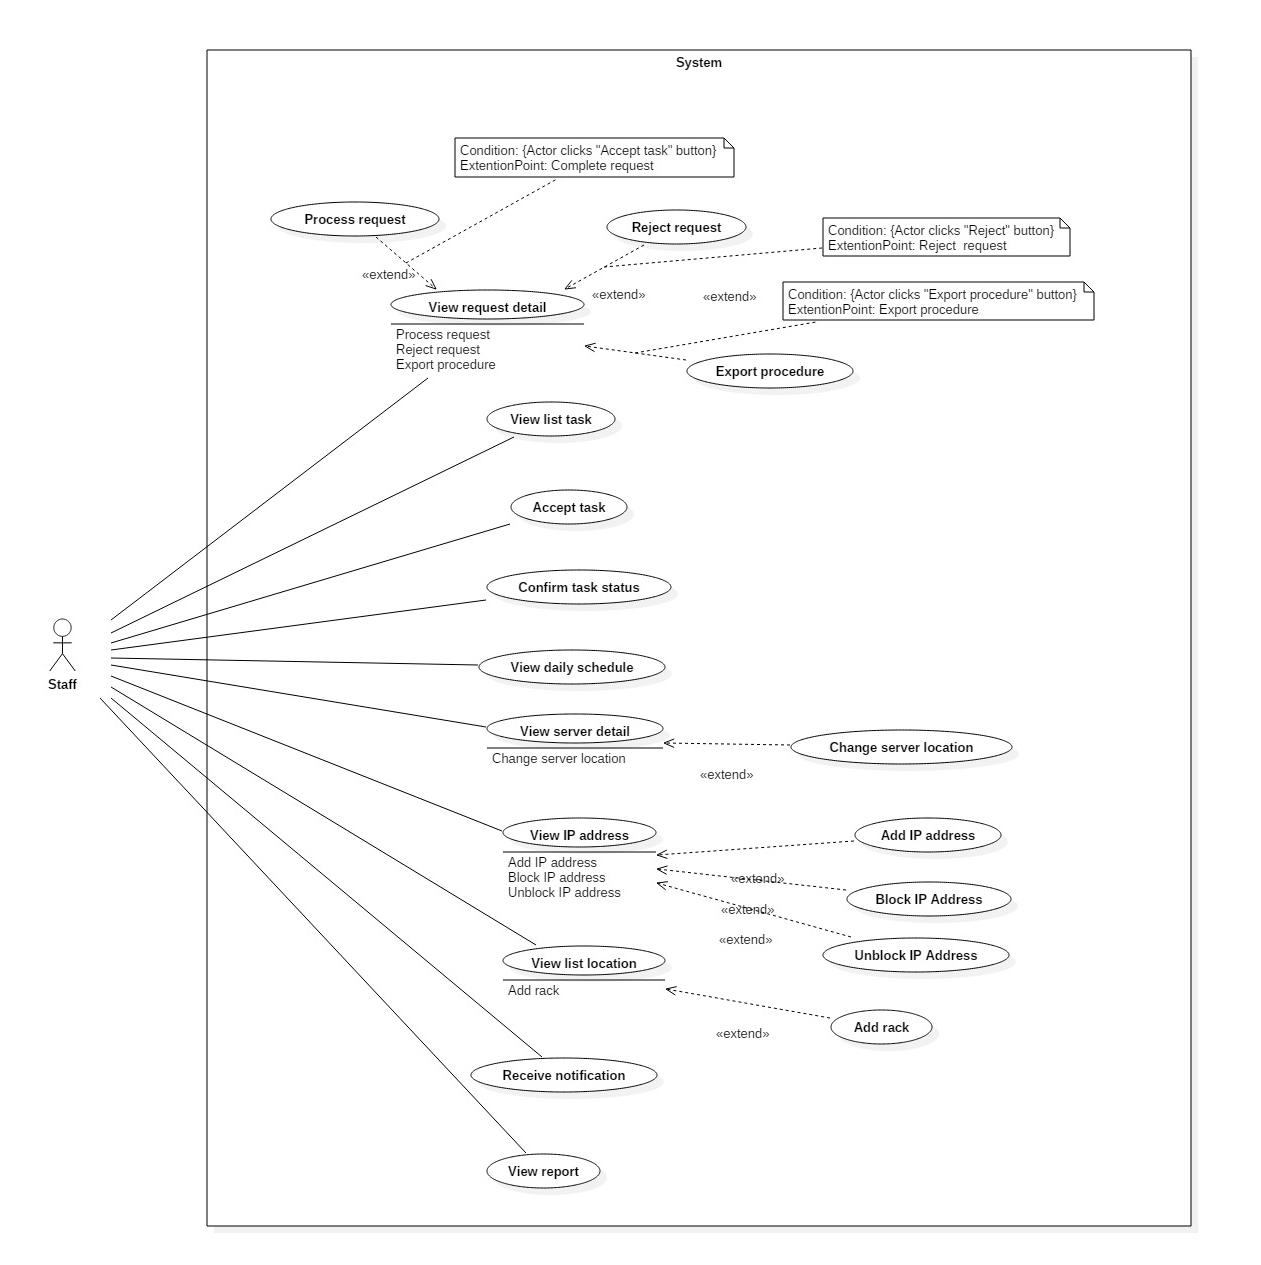 System
Condition: {Actor clicks "Accept task" button}
ExtentionPoint: Complete request
Process request
Reject request
Condition: {Actor clicks "Reject" button}
ExtentionPoint: Reject  request
«extend»
«extend»
«extend»
Condition: {Actor clicks "Export procedure" button}
ExtentionPoint: Export procedure
View request detail
Process request
Reject request
Export procedure
Export procedure
View list task
Accept task
Confirm task status
View daily schedule
Staff
View server detail
Change server location
Change server location
«extend»
View IP address
Add IP address
Block IP address
Unblock IP address
Add IP address
«extend»
Block IP Address
«extend»
«extend»
Unblock IP Address
View list location
Add rack
Add rack
«extend»
Receive notification
View report